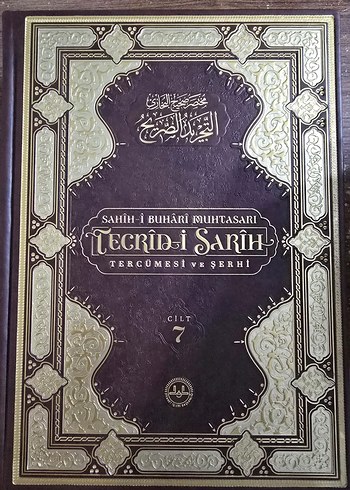 مختصر صحيح البخاري
التجريد الصريح
SAHÎH-İ BUHÂRÎ MUHTASARI
TECRÎD-İ SARÎH
TERCÜMESİ VE ŞERHİ
CİLT
7